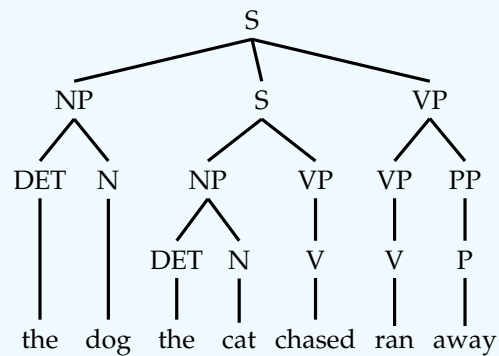 S
NP S VP
DET N NP VP VP PP
DET N V V P
the dog the cat chased ran away